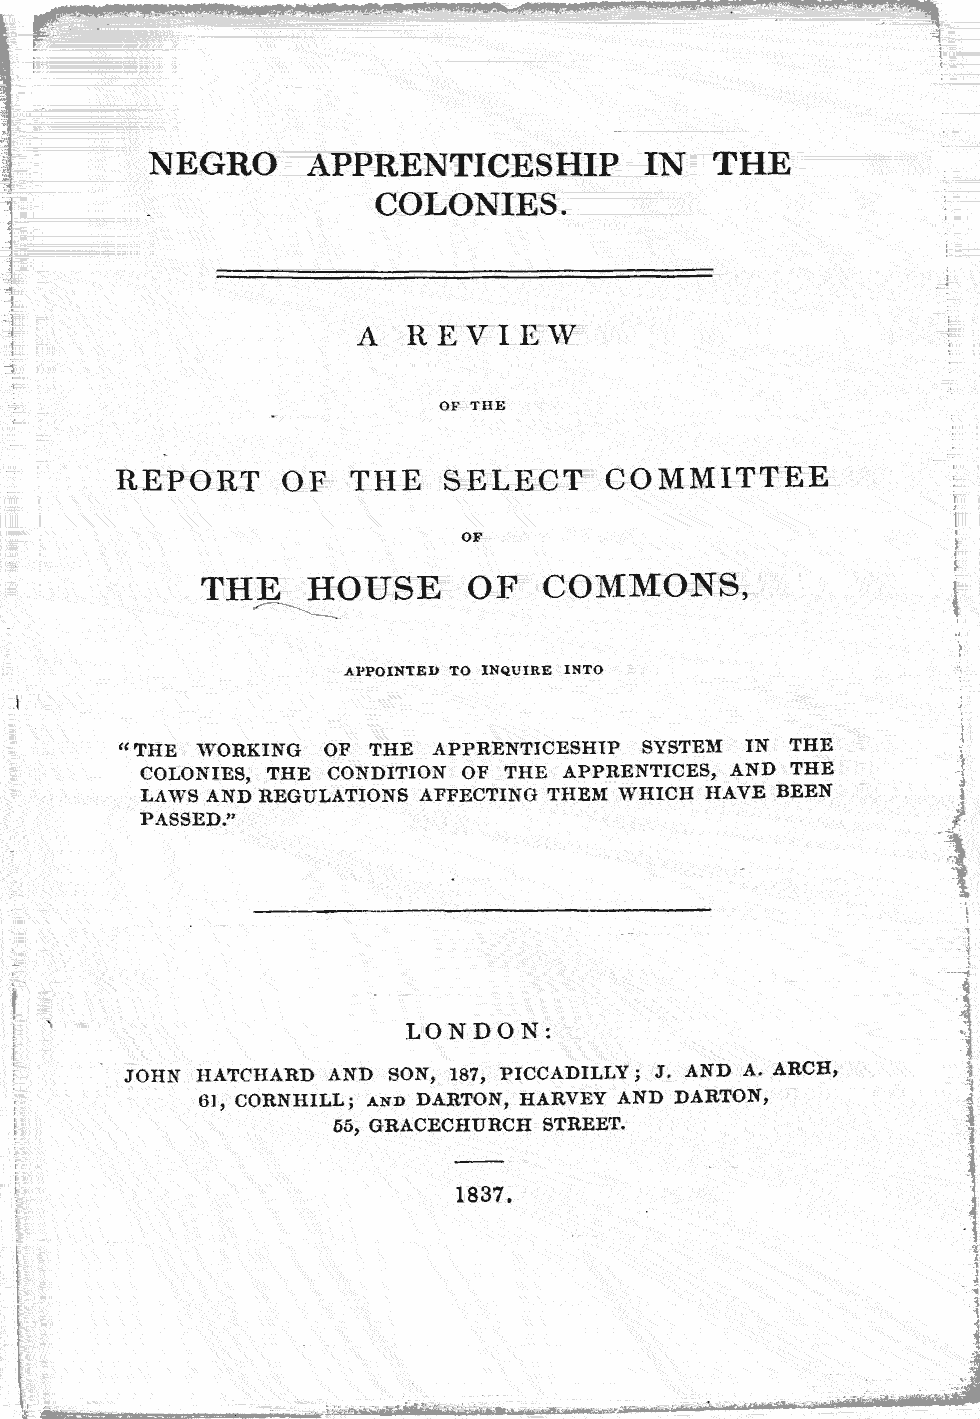 NEGRO APPRENTICESHIP IN THE
COLONIES.
A REVIEW
OF THE
REPORT OF THE SELECT COMMITTEE
OF
THE HOUSE OF COMMONS,
APPOINTED TO INQUIRE INTO
"THE WORKING OF THE APPRENTICESHIP SYSTEM IN THE
COLONIES, THE CONDITION OF THE APPRENTICES, AND THE
LAWS AND REGULATIONS AFFECTING THEM WHICH HAVE BEEN
PASSED."
LONDON:
JOHN HATCHARD AND SON, 187, PICCADILLY; J. AND A. ARCH,
61, CORNHILL; AND DARTON, HARVEY AND DARTON,
55, GRACECHURCH STREET.
1837.